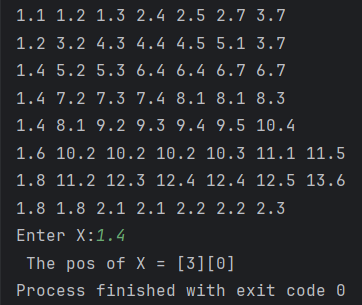 1.1 1.2 1.3 2.4 2.5 2.7 3.7
1.2 3.2 4.3 4.4 4.5 5.1 3.7
1.4 5.2 5.3 6.4 6.4 6.7 6.7
1.4 7.2 7.3 7.4 8.1 8.1 8.3
1.4 8.1 9.2 9.3 9.4 9.5 10.4
1.6 10.2 10.2 10.2 10.3 11.1 11.5
1.8 11.2 12.3 12.4 12.4 12.5 13.6
1.8 1.8 2.1 2.1 2.2 2.2 2.3
Enter X:1.4
The pos of X = [3][0]
Process finished with exit code 0